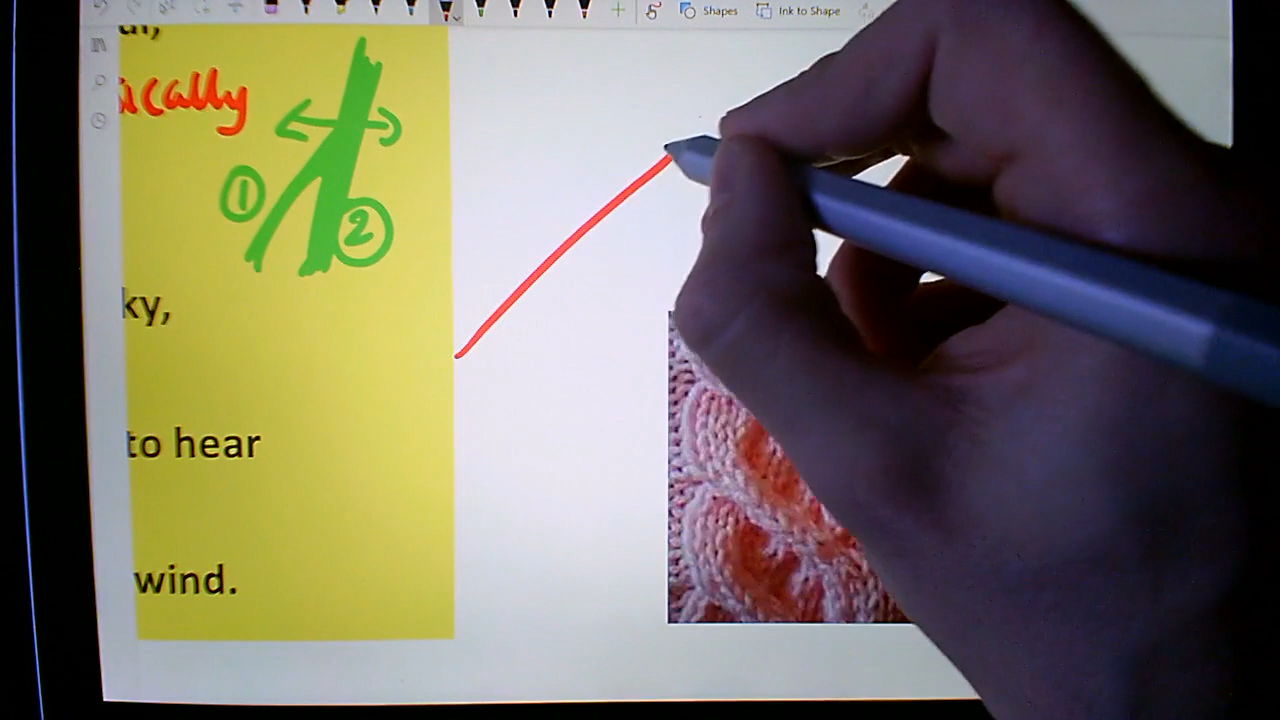 Shapes
Ink to Shape
ically
1
2
ky,
to hear
wind.